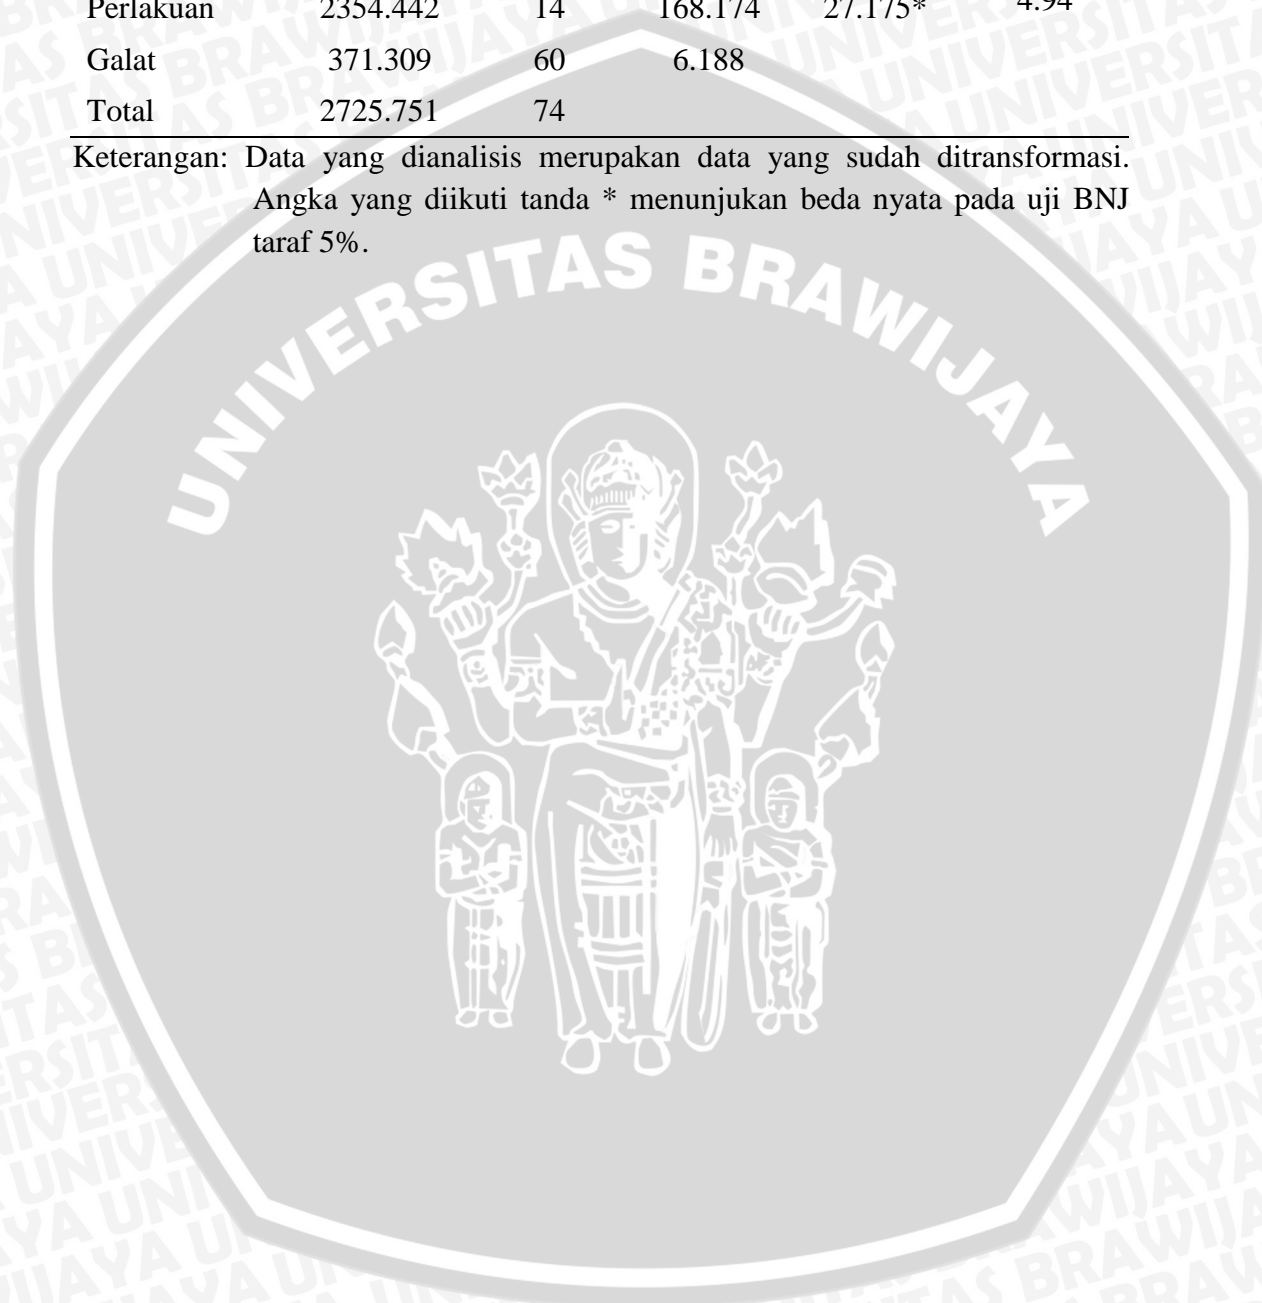 Perlakuan 2354.442 14 168.174 27.175* 4.94
Galat 371.309 60 6.188
Total 2725.751 74
Keterangan: Data yang dianalisis merupakan data yang sudah ditransformasi.
Angka yang diikuti tanda * menunjukan beda nyata pada uji BNJ
taraf 5%.
UNIVERSITAS BRAWIJAYA